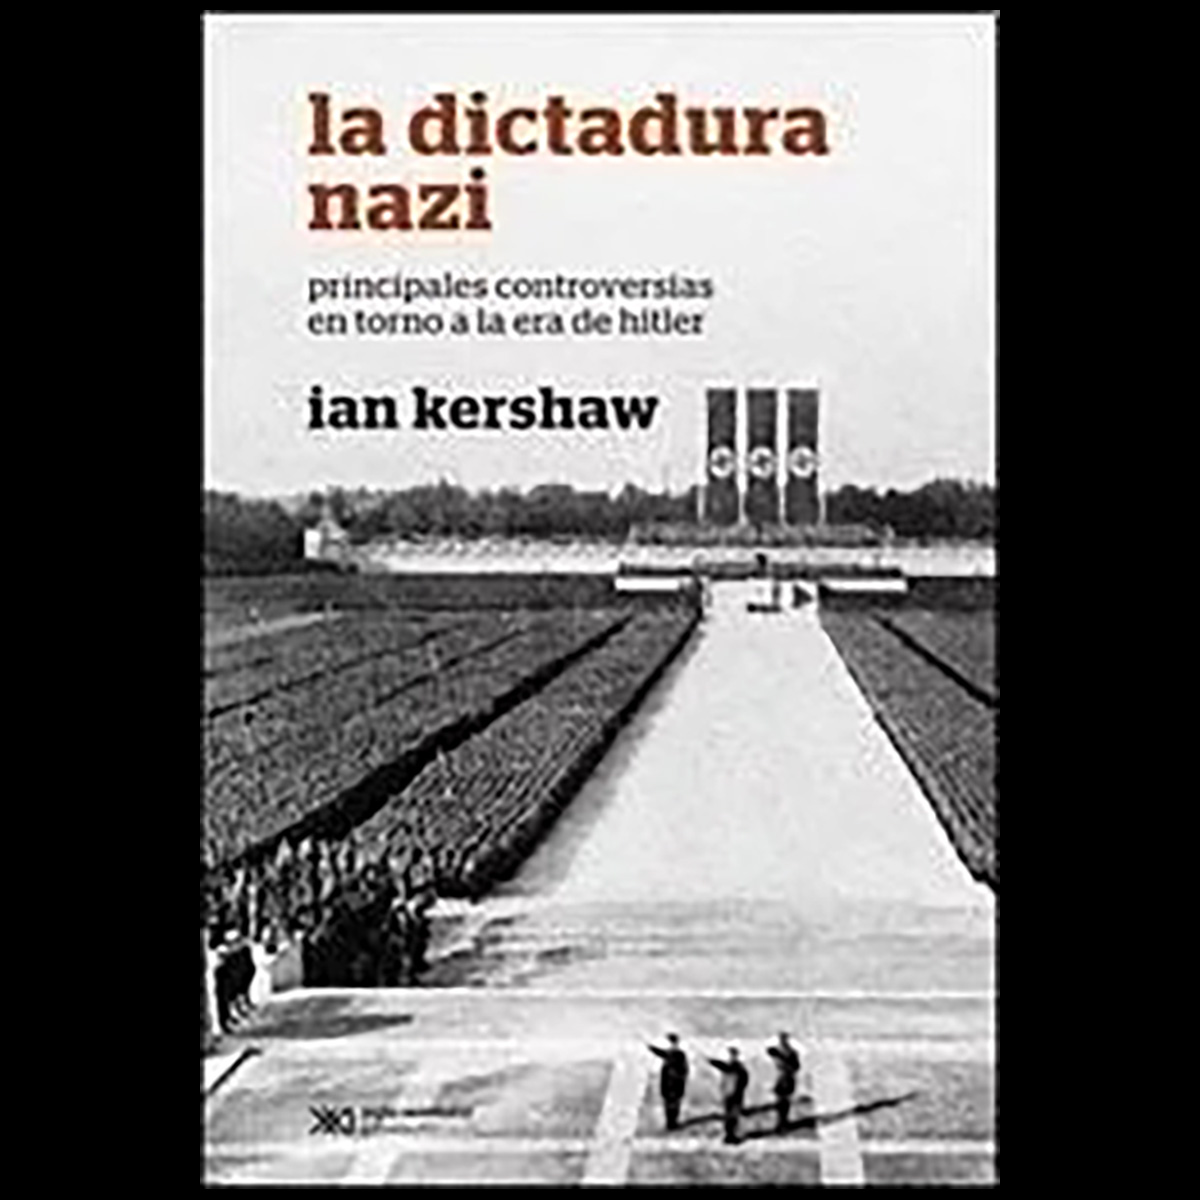 la dictadura
nazi
principales controversias
en torno a la era de hitler
ian kershaw